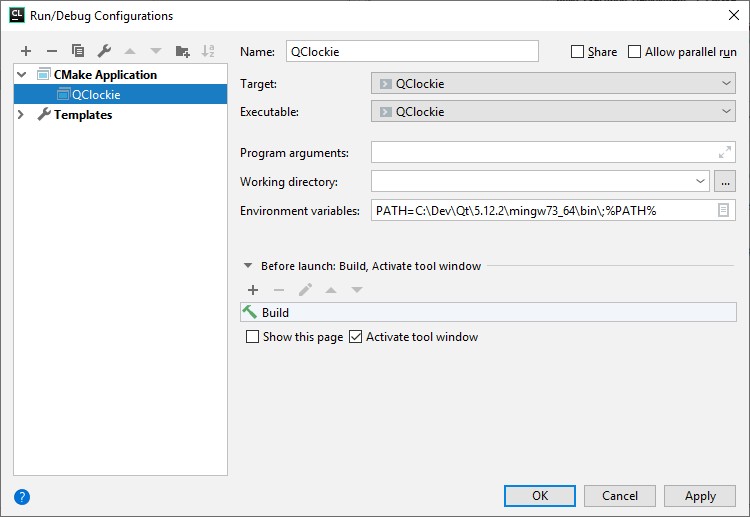 CL Run/Debug Configurations
Name: QClockie Share Allow parallel run
CMake Application
QClockie
Templates
Target: QClockie
Executable: QClockie
Program arguments:
Working directory: ...
Environment variables: PATH=C:\Dev\Qt\5.12.2\mingw73_64\bin\;%PATH%
Before launch: Build, Activate tool window
Build
Show this page Activate tool window
? OK Cancel Apply